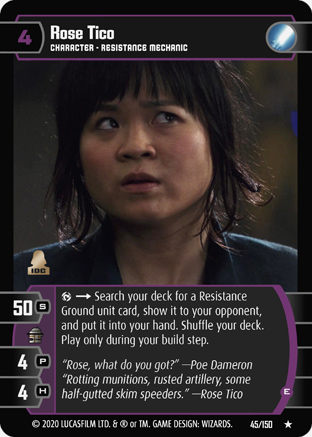 4
Rose Tico
CHARACTER • RESISTANCE MECHANIC
IDC
50 S
Search your deck for a Resistance
Ground unit card, show it to your opponent,
and put it into your hand. Shuffle your deck.
Play only during your build step.
4 P
“Rose, what do you got?” —Poe Dameron
“Rotting munitions, rusted artillery, some
half-gutted skim speeders.” —Rose Tico
4 H
E
© 2020 LUCASFILM LTD. & ® or TM. GAME DESIGN: WIZARDS.
45/150